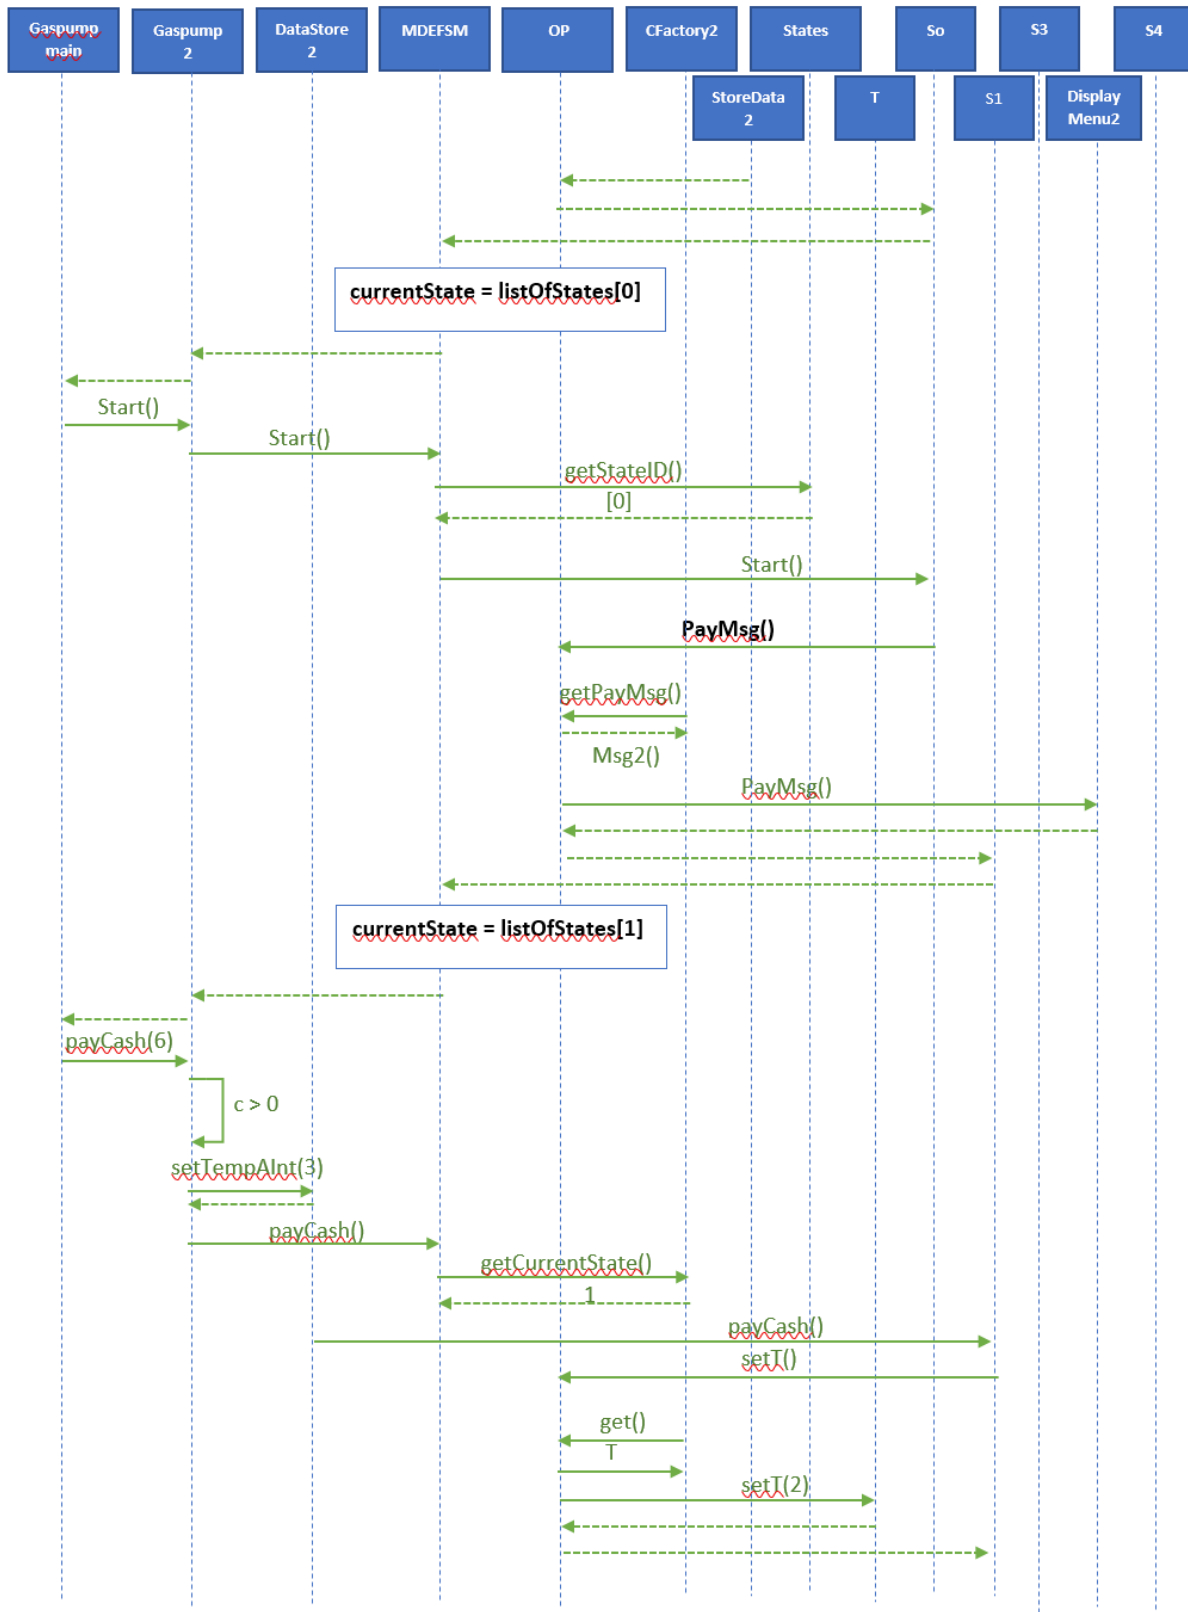 Gaspump
main
Gaspump
2
DataStore
2
MDEFSM
OP
CFactory2
States
So
S3
S4
StoreData
2
T
S1
Display
Menu2
currentState = listOfStates[0]
Start()
Start()
getStateID()
[0]
Start()
PayMsg()
getPayMsg()
Msg2()
PayMsg()
currentState = listOfStates[1]
payCash(6)
c > 0
setTempAInt(3)
payCash()
getCurrentState()
1
payCash()
setT()
get()
T
setT(2)